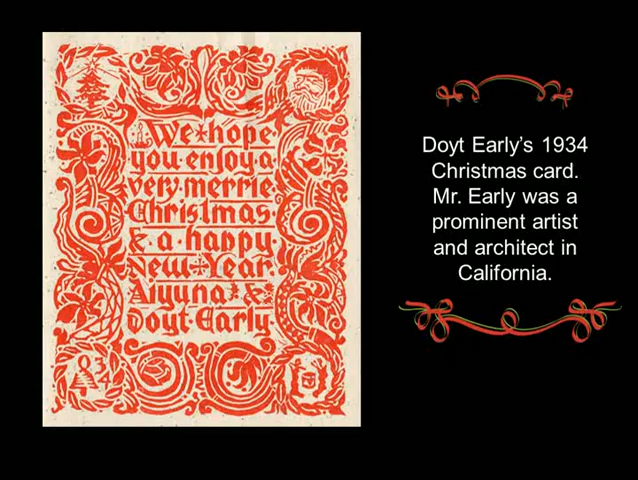 We hope
you enjoy a
very merrie
Christmas
& a happy
New Year.
&
Doyt Early
34
Doyt Early’s 1934
Christmas card.
Mr. Early was a
prominent artist
and architect in
California.